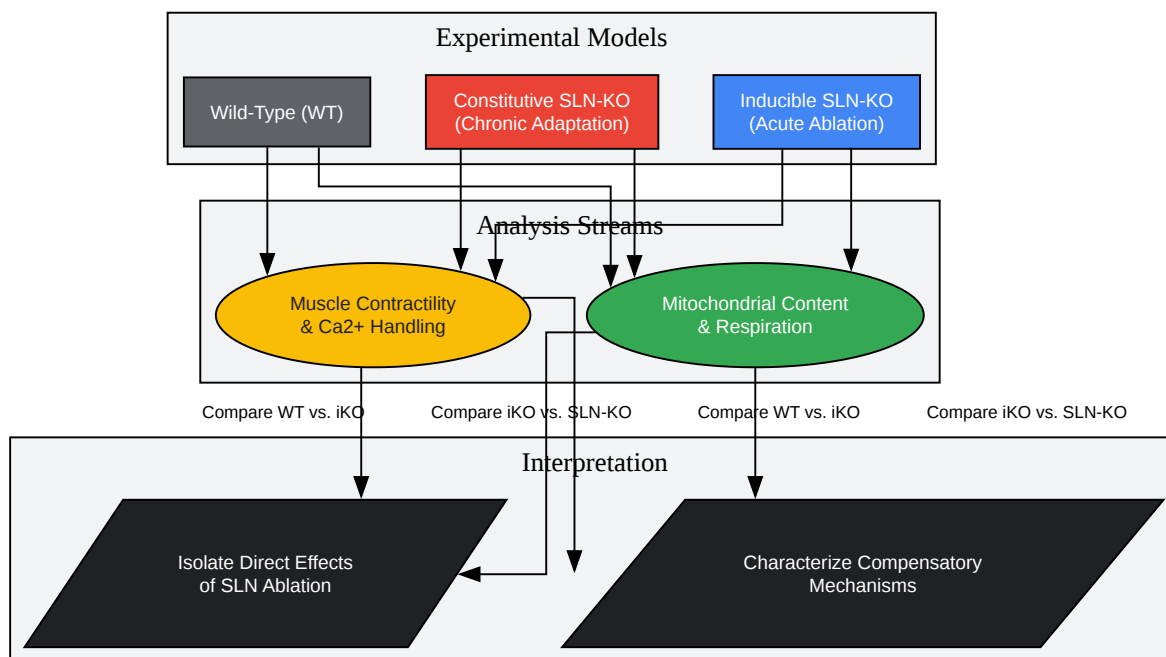 Experimental Models
Wild-Type (WT)
Constitutive SLN-KO
(Chronic Adaptation)
Inducible SLN-KO
(Acute Ablation)
Analysis Streams
Muscle Contractility
& Ca2+ Handling
Mitochondrial Content
& Respiration
Compare WT vs. iKO
Compare iKO vs. SLN-KO
Compare WT vs. iKO
Compare iKO vs. SLN-KO
Interpretation
Isolate Direct Effects
of SLN Ablation
Characterize Compensatory
Mechanisms